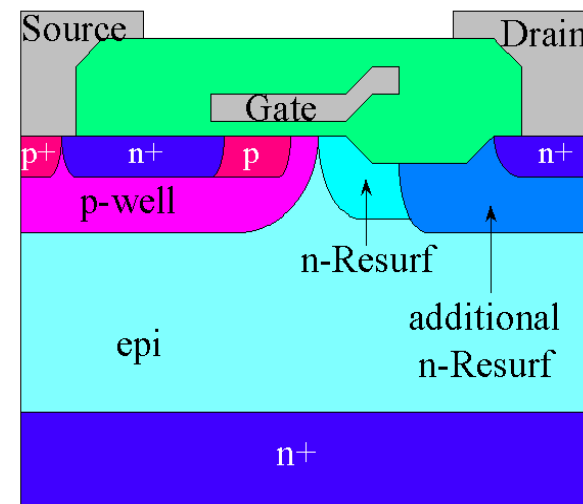 Source
Drain
Gate
p+
n+
p
n+
p-well
n-Resurf
additional
n-Resurf
epi
n+